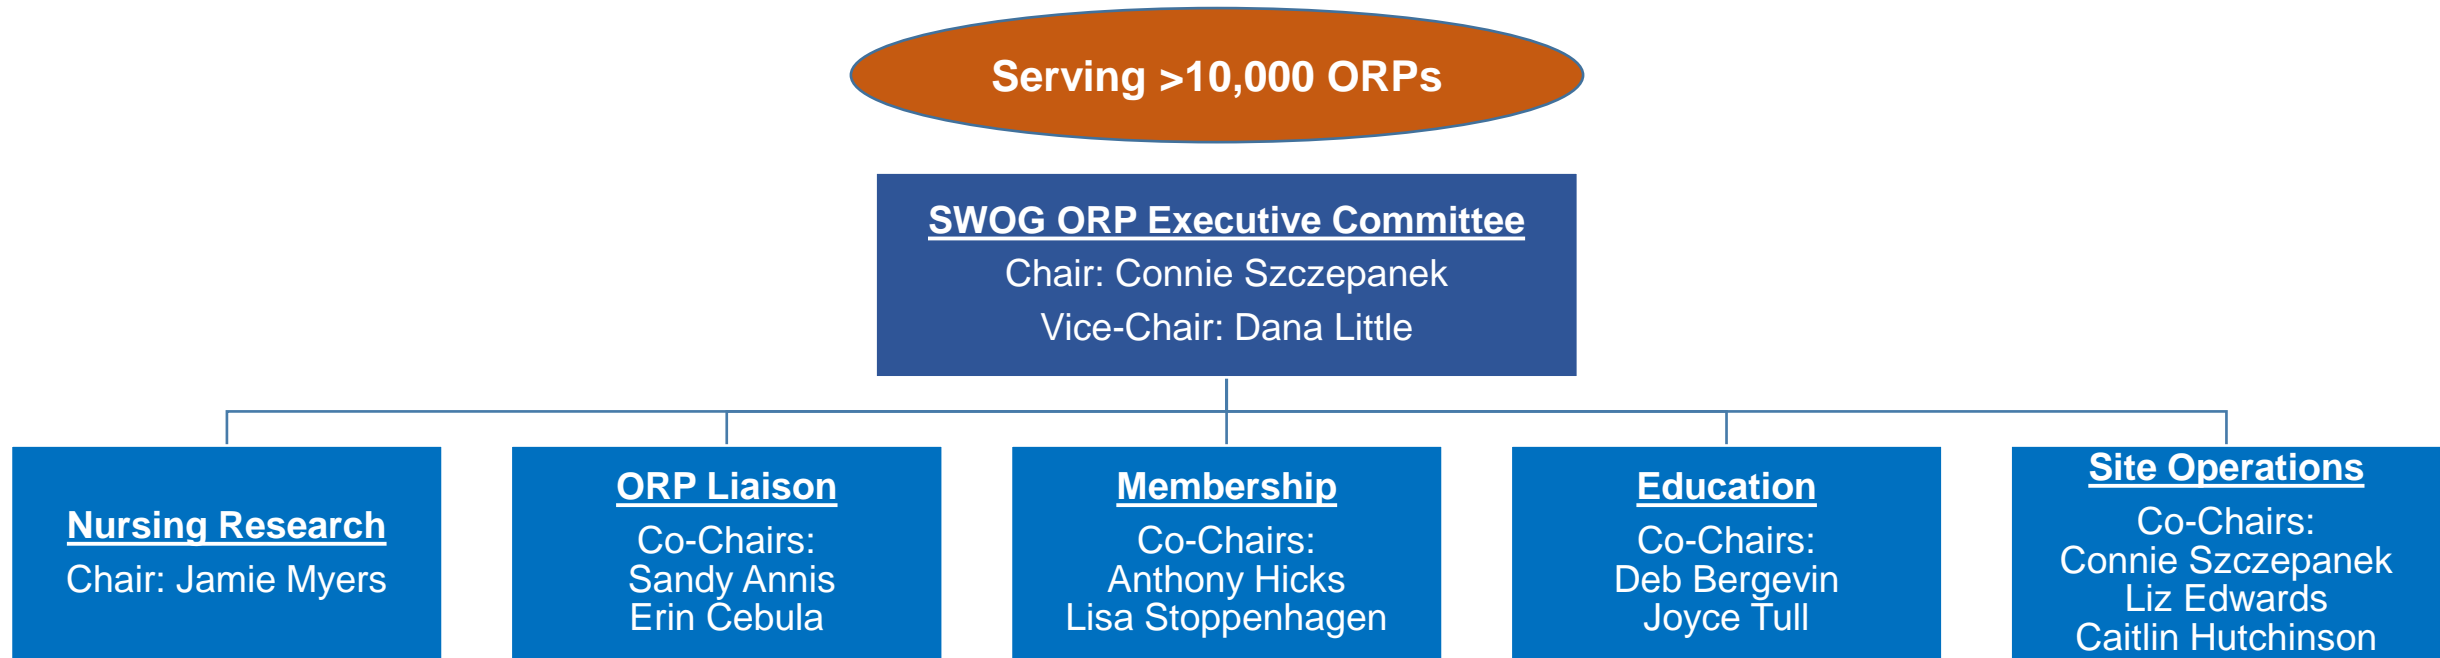 Serving >10,000 ORPs
SWOG ORP Executive Committee
Chair: Connie Szczepanek
Vice-Chair: Dana Little
Nursing Research
Chair: Jamie Myers
ORP Liaison
Co-Chairs:
Sandy Annis
Erin Cebula
Membership
Co-Chairs:
Anthony Hicks
Lisa Stoppenhagen
Education
Co-Chairs:
Deb Bergevin
Joyce Tull
Site Operations
Co-Chairs:
Connie Szczepanek
Liz Edwards
Caitlin Hutchinson